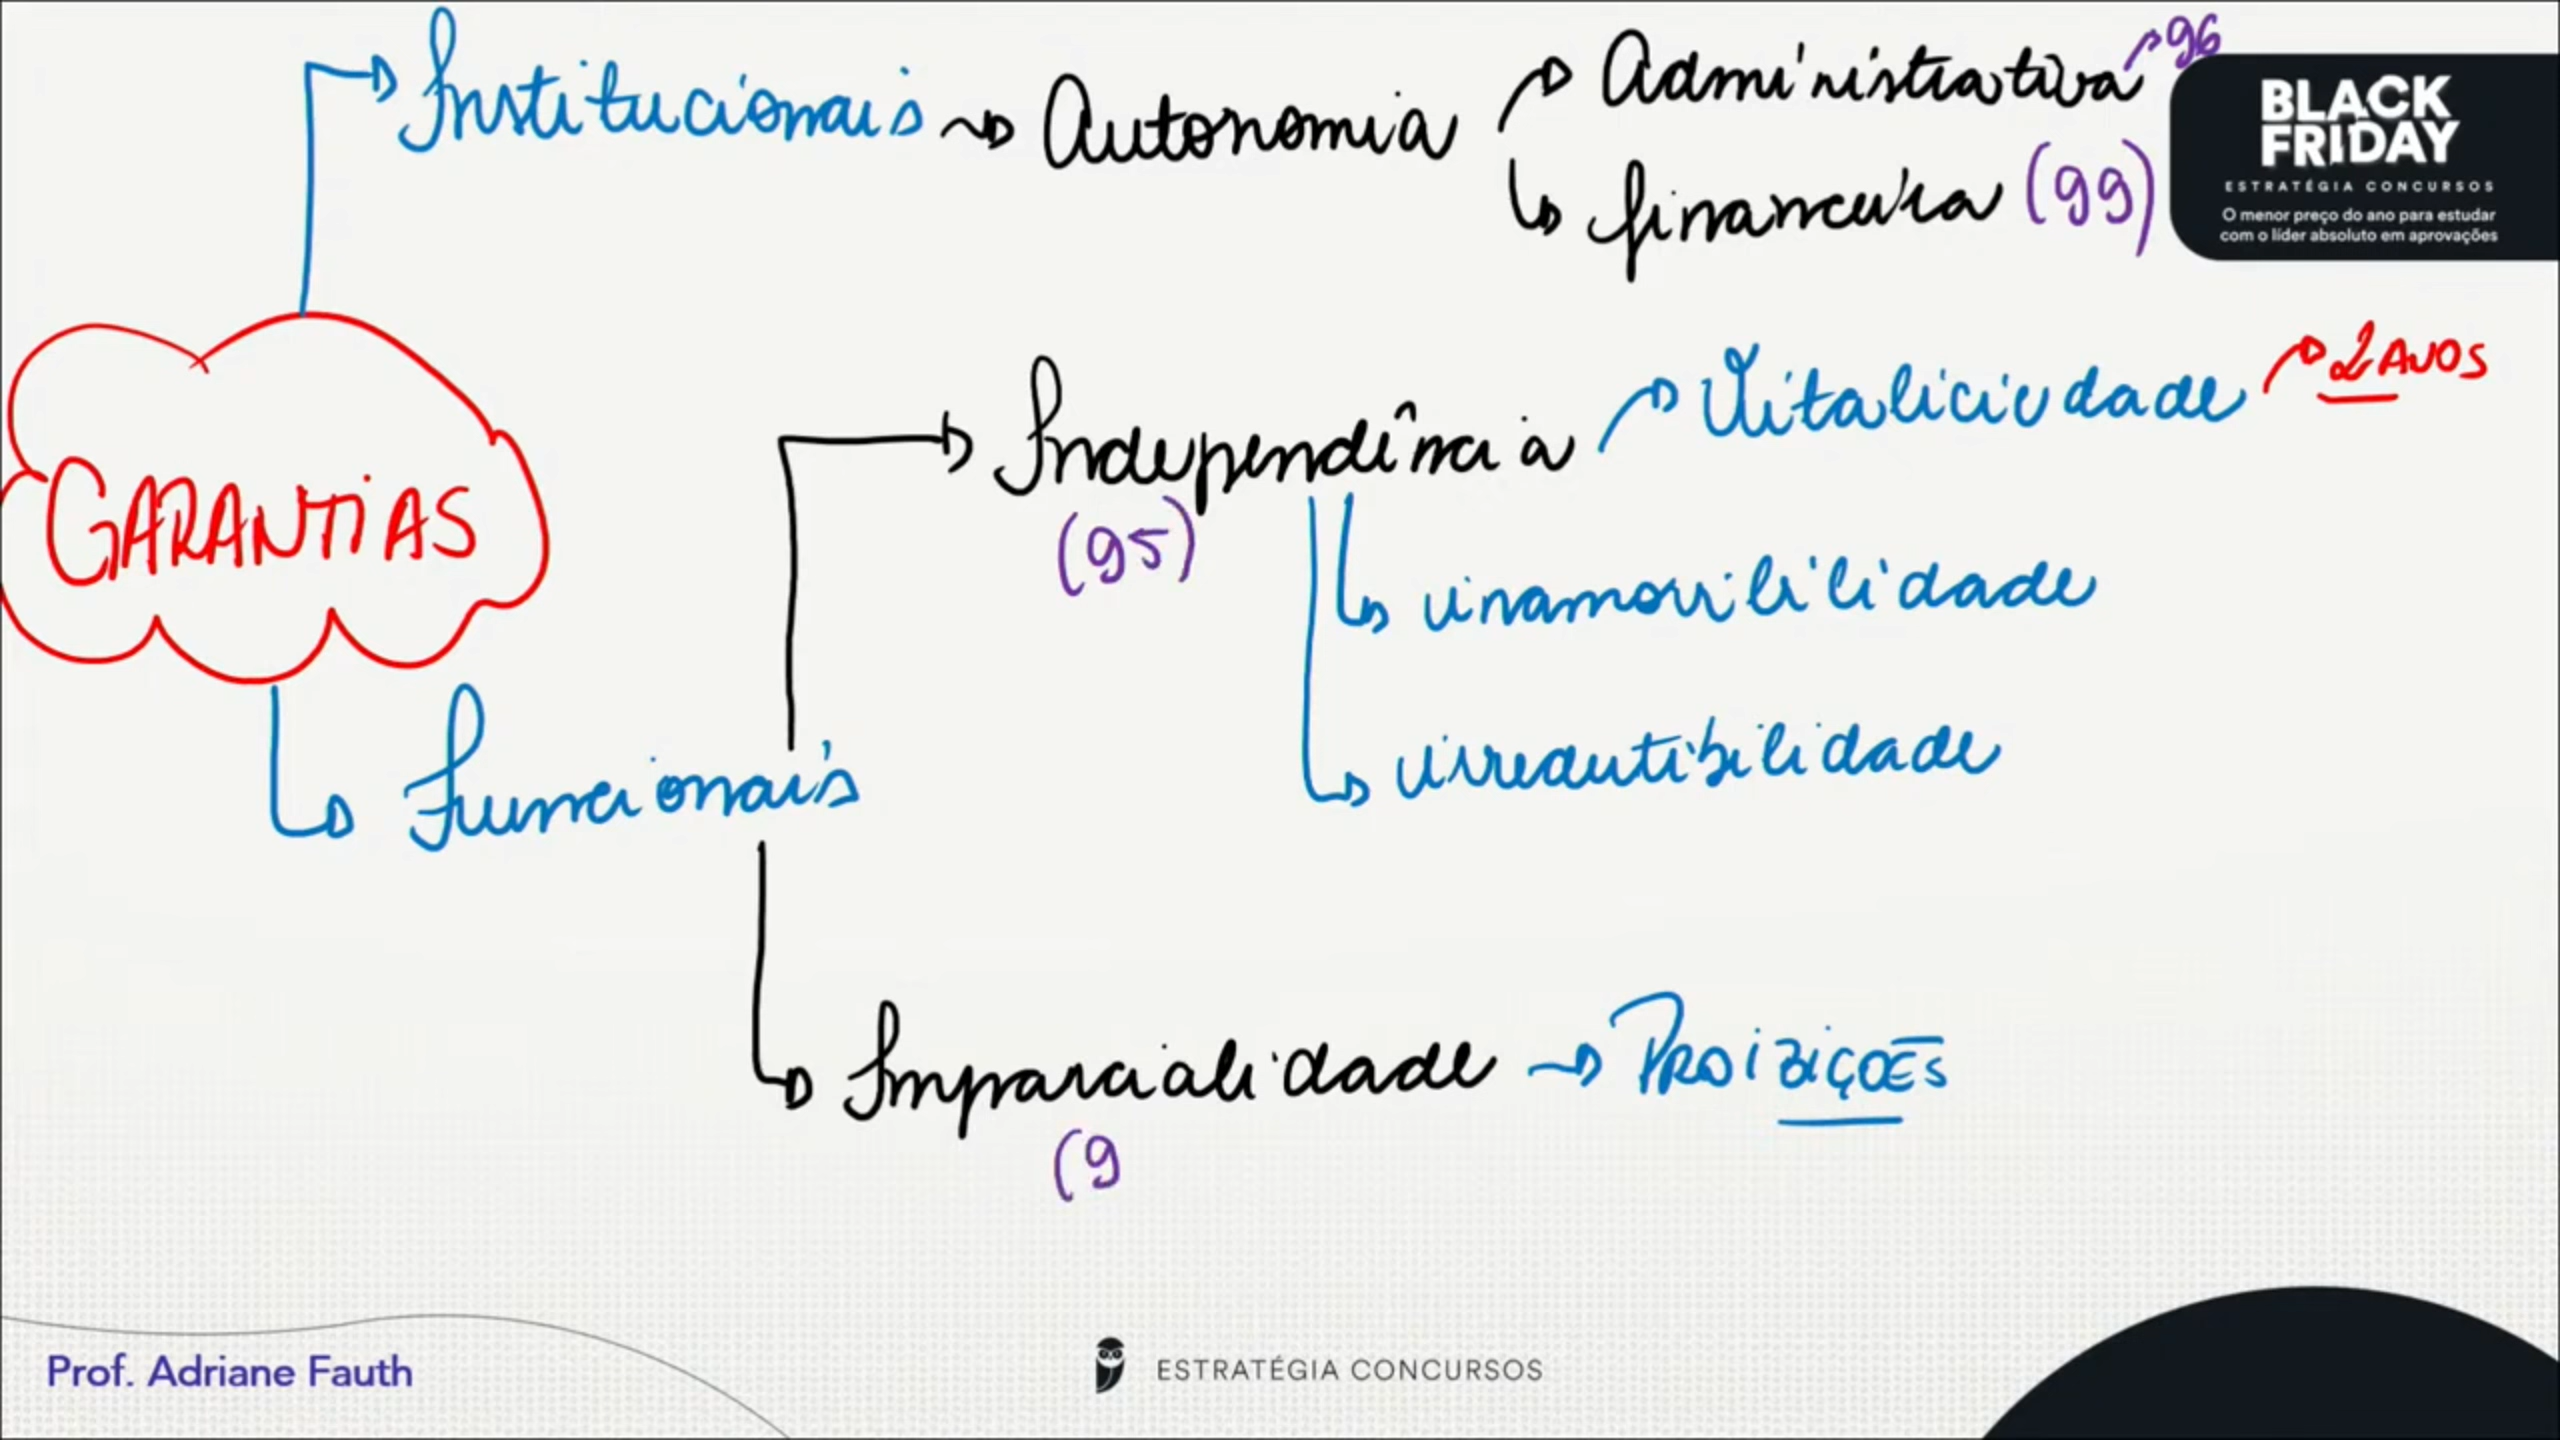 Institucionais
Autonomia
Administrativa
96
financeira (99)
BLACK
FRIDAY
ESTRATÉGIA CONCURSOS
O menor preço do ano para estudar
com o líder absoluto em aprovações
GARANTIAS
Independência
(95)
Vitaliciedade
2 ANOS
inamovibilidade
irredutibilidade
Funcionais
Imparcialidade
PROIBIÇÕES
(9
Prof. Adriane Fauth
ESTRATÉGIA CONCURSOS